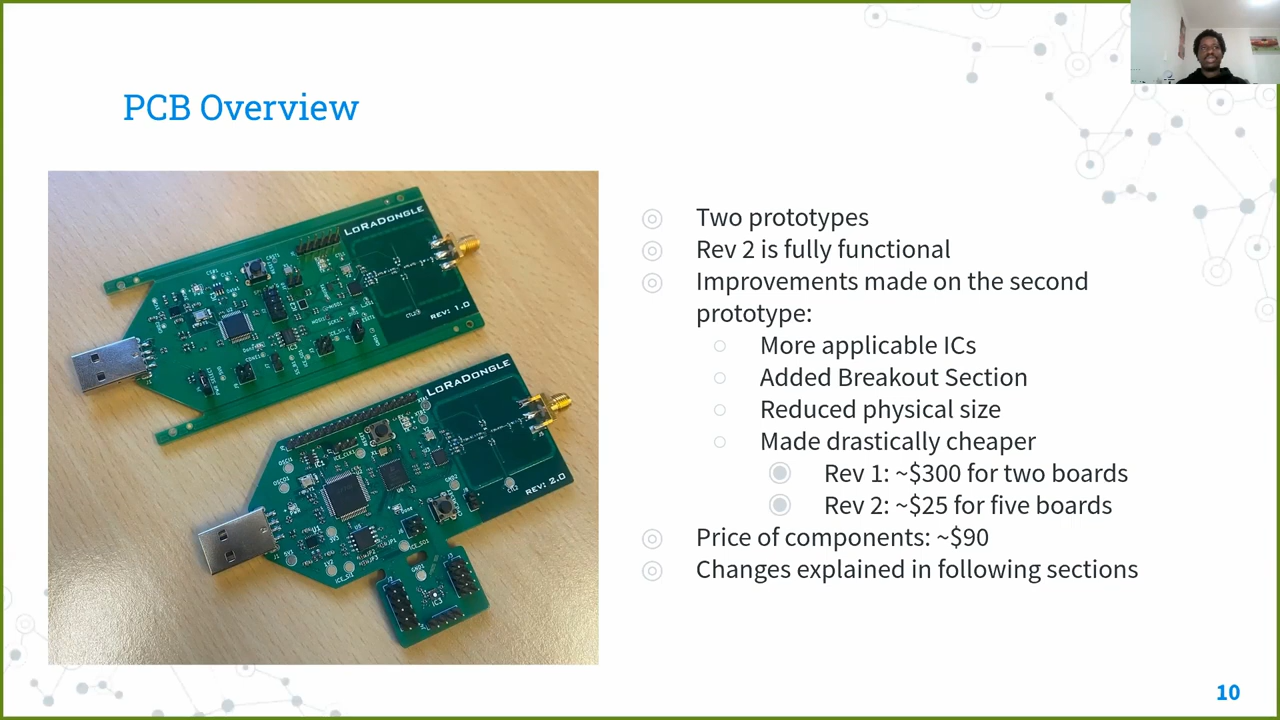 PCB Overview
LoRaDongle
REV: 1.0
LoRaDongle
REV: 2.0
Two prototypes
Rev 2 is fully functional
Improvements made on the second
prototype:
More applicable ICs
Added Breakout Section
Reduced physical size
Made drastically cheaper
Rev 1: ~$300 for two boards
Rev 2: ~$25 for five boards
Price of components: ~$90
Changes explained in following sections
10